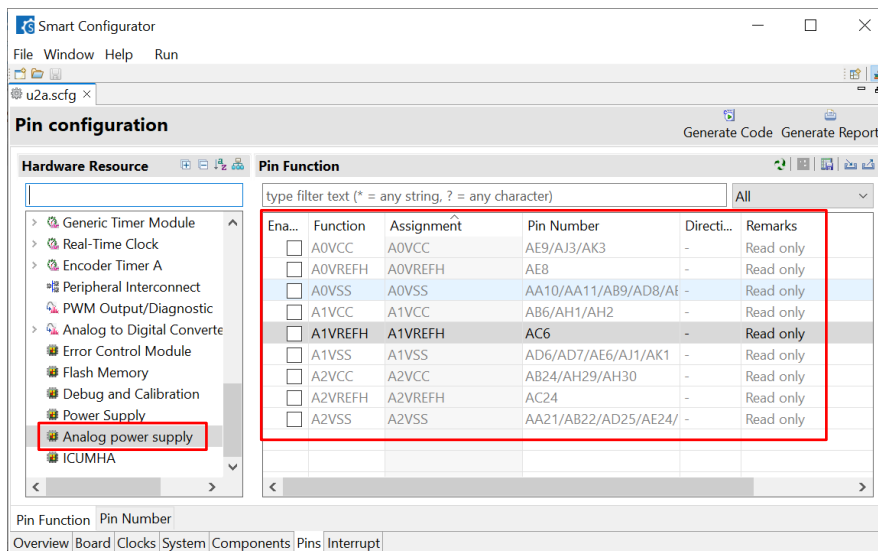 Smart Configurator
File Window Help Run
u2a.scfg
Pin configuration
Generate Code Generate Report
Hardware Resource
Generic Timer Module
Real-Time Clock
Encoder Timer A
Peripheral Interconnect
PWM Output/Diagnostic
Analog to Digital Converte
Error Control Module
Flash Memory
Debug and Calibration
Power Supply
Analog power supply
ICUMHA
Pin Function
type filter text (* = any string, ? = any character) All
Ena... Function Assignment Pin Number Directi... Remarks
A0VCC A0VCC AE9/AJ3/AK3 - Read only
A0VREFH A0VREFH AE8 - Read only
A0VSS A0VSS AA10/AA11/AB9/AD8/AE - Read only
A1VCC A1VCC AB6/AH1/AH2 - Read only
A1VREFH A1VREFH AC6 - Read only
A1VSS A1VSS AD6/AD7/AE6/AJ1/AK1 - Read only
A2VCC A2VCC AB24/AH29/AH30 - Read only
A2VREFH A2VREFH AC24 - Read only
A2VSS A2VSS AA21/AB22/AD25/AE24/ - Read only
Pin Function Pin Number
Overview Board Clocks System Components Pins Interrupt